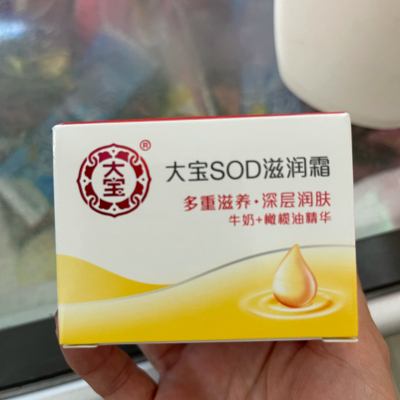 大宝
®
大宝SOD滋润霜
多重滋养·深层润肤
牛奶+橄榄油精华